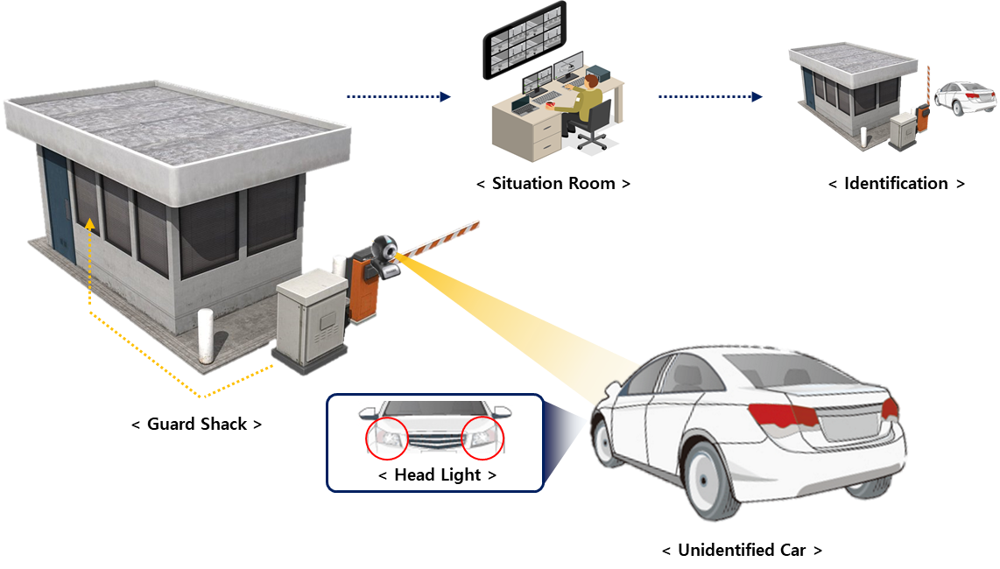 < Situation Room >
< Identification >
< Guard Shack >
< Head Light >
< Unidentified Car >